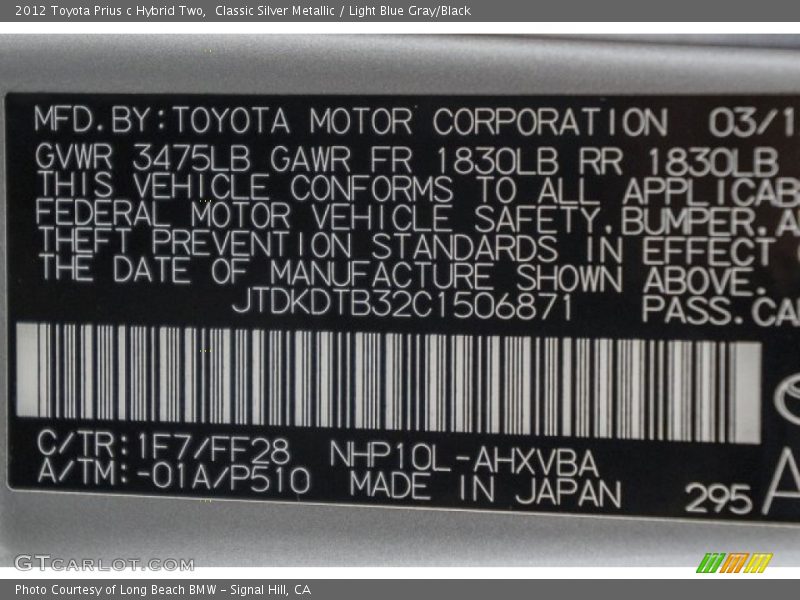 2012 Toyota Prius c Hybrid Two,  Classic Silver Metallic / Light Blue Gray/Black
MFD.BY:TOYOTA MOTOR CORPORATION 03/1
GVWR 3475LB GAWR FR 1830LB RR 1830LB
THIS VEHICLE CONFORMS TO ALL APPLICAB
FEDERAL MOTOR VEHICLE SAFETY,BUMPER,A
THEFT PREVENTION STANDARDS IN EFFECT
THE DATE OF MANUFACTURE SHOWN ABOVE.
JTDKDTB32C1506871 PASS.CA
C/TR:1F7/FF28 NHP10L-AHXVBA
A/TM:-01A/P510 MADE IN JAPAN 295 A
GTCARLOT.COM
Photo Courtesy of Long Beach BMW - Signal Hill, CA